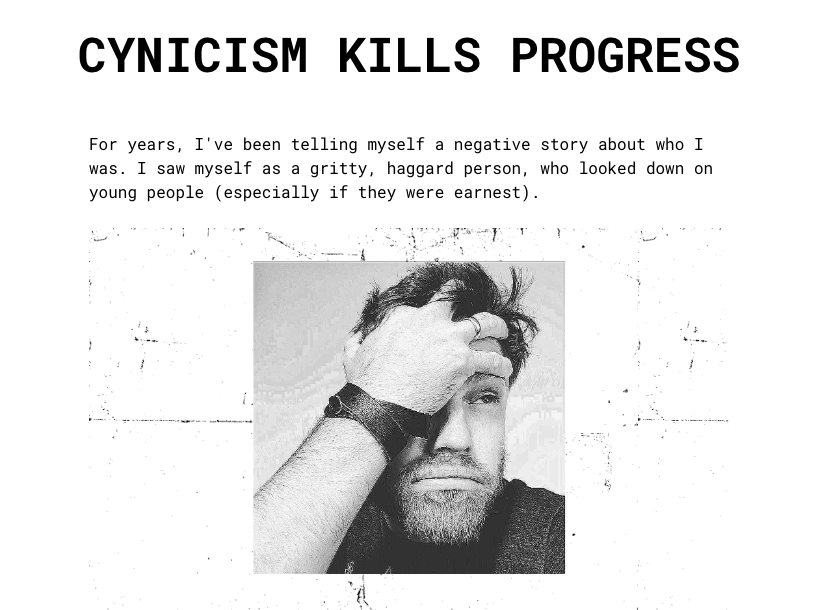 CYNICISM KILLS PROGRESS
For years, I've been telling myself a negative story about who I
was. I saw myself as a gritty, haggard person, who looked down on
young people (especially if they were earnest).